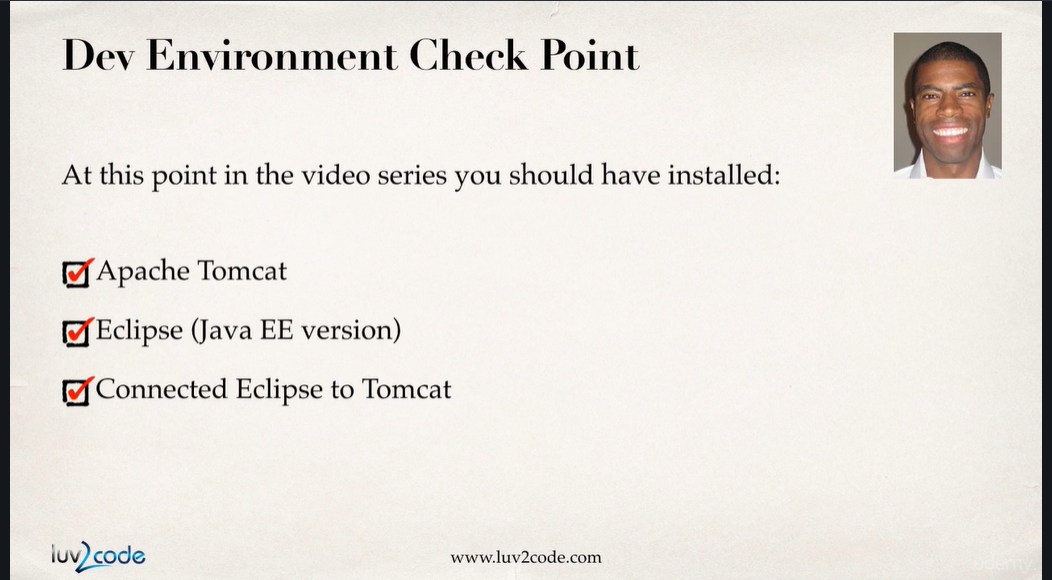 Dev Environment Check Point
At this point in the video series you should have installed:
Apache Tomcat
Eclipse (Java EE version)
Connected Eclipse to Tomcat
luv2code
www.luv2code.com
udemy